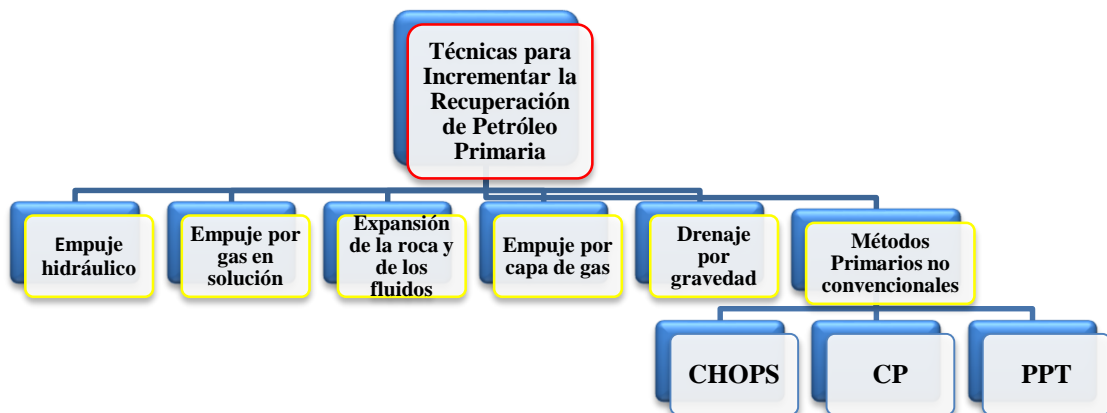 Técnicas para
Incrementar la
Recuperación
de Petróleo
Primaria
Empuje
hidráulico
Empuje por
gas en
solución
Expansión
de la roca y
de los
fluidos
Empuje por
capa de gas
Drenaje
por
gravedad
Métodos
Primarios no
convencionales
CHOPS
CP
PPT